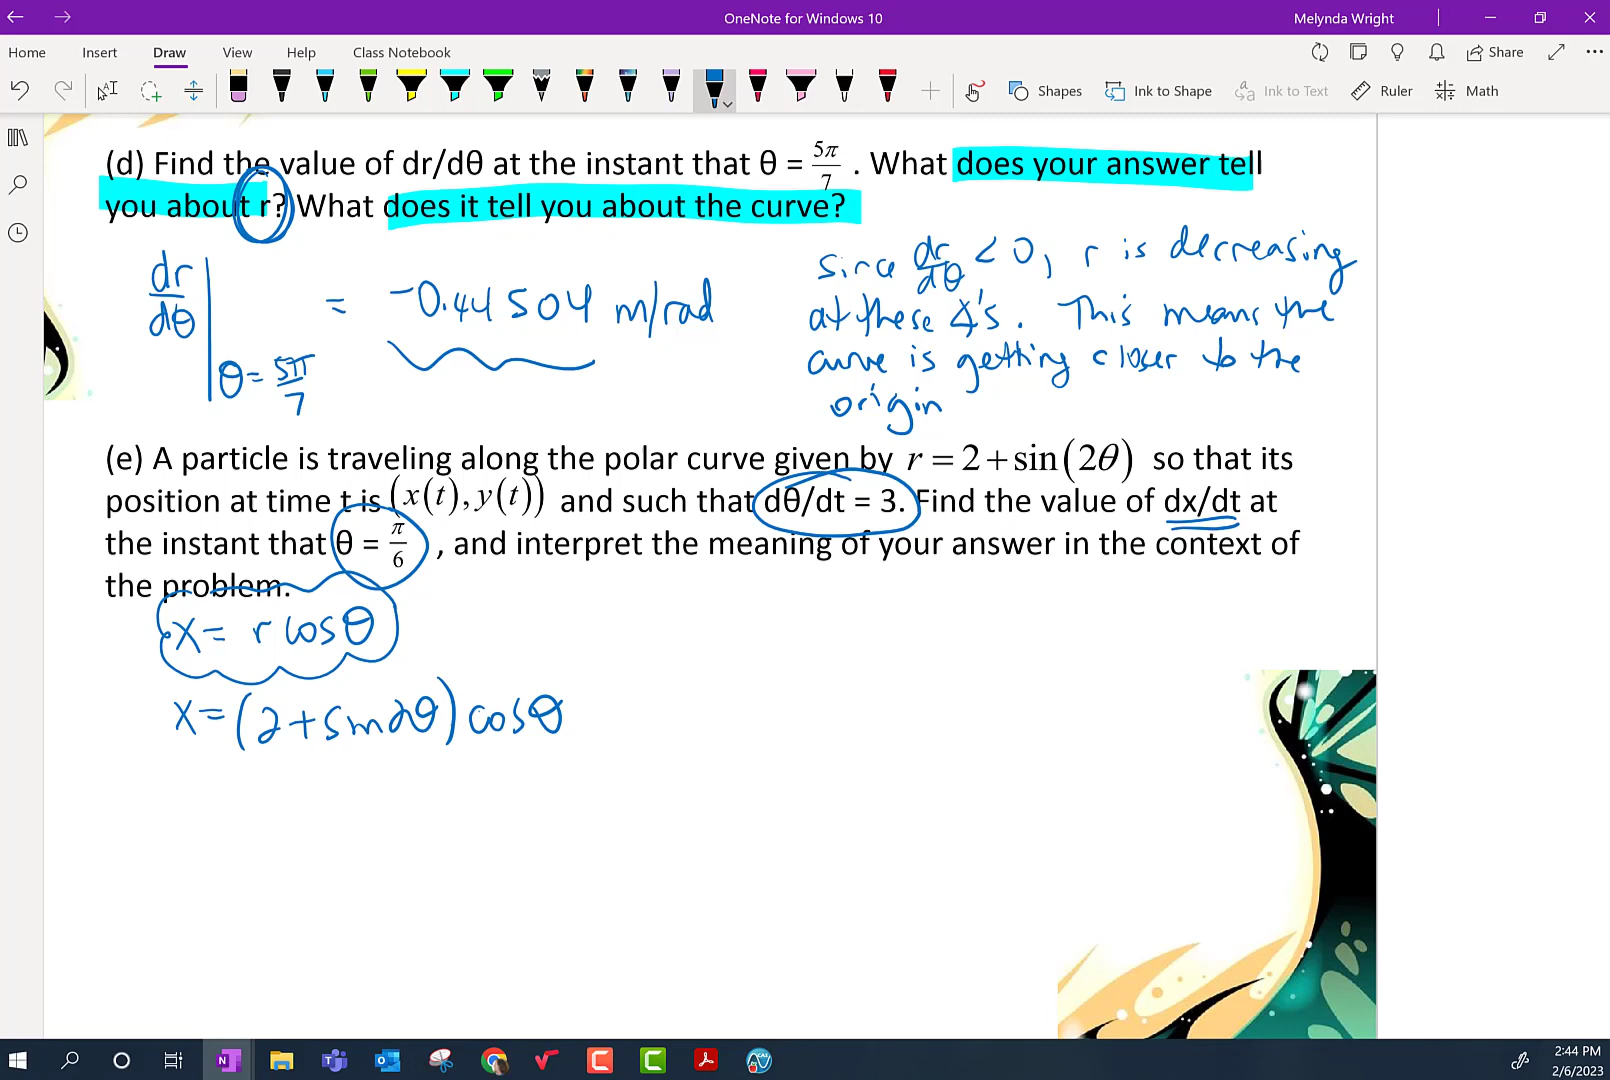 OneNote for Windows 10
Melynda Wright
Home Insert Draw View Help Class Notebook
Share
Shapes Ink to Shape Ink to Text Ruler Math
(d) Find the value of dr/dθ at the instant that θ = 5π/7 . What does your answer tell
you about r? What does it tell you about the curve?
dr/dθ | θ = 5π/7 = -0.44504 m/rad
Since dr/dθ < 0, r is decreasing
at these ∡'s. This means the
curve is getting closer to the
origin
(e) A particle is traveling along the polar curve given by r = 2 + sin(2θ) so that its
position at time t is (x(t), y(t)) and such that dθ/dt = 3. Find the value of dx/dt at
the instant that θ = π/6 , and interpret the meaning of your answer in the context of
the problem.
x = r cosθ
x = (2 + sin2θ) cosθ
2:44 PM
2/6/2023